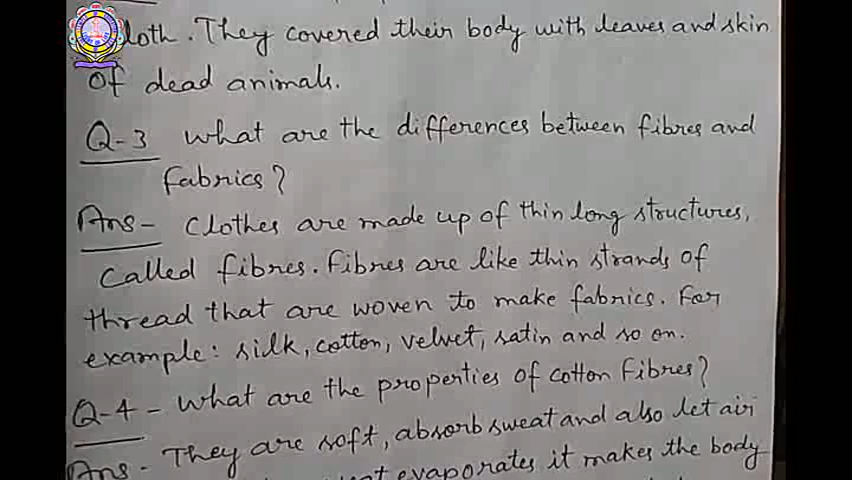 cloth. They covered their body with leaves and skin
of dead animals.
Q-3 What are the differences between fibres and
fabrics?
Ans- Clothes are made up of thin long structures,
called fibres. Fibres are like thin strands of
thread that are woven to make fabrics. For
example: silk, cotton, velvet, satin and so on.
Q-4 - What are the properties of cotton Fibres?
Ans- They are soft, absorb sweat and also let air
evaporates it makes the body